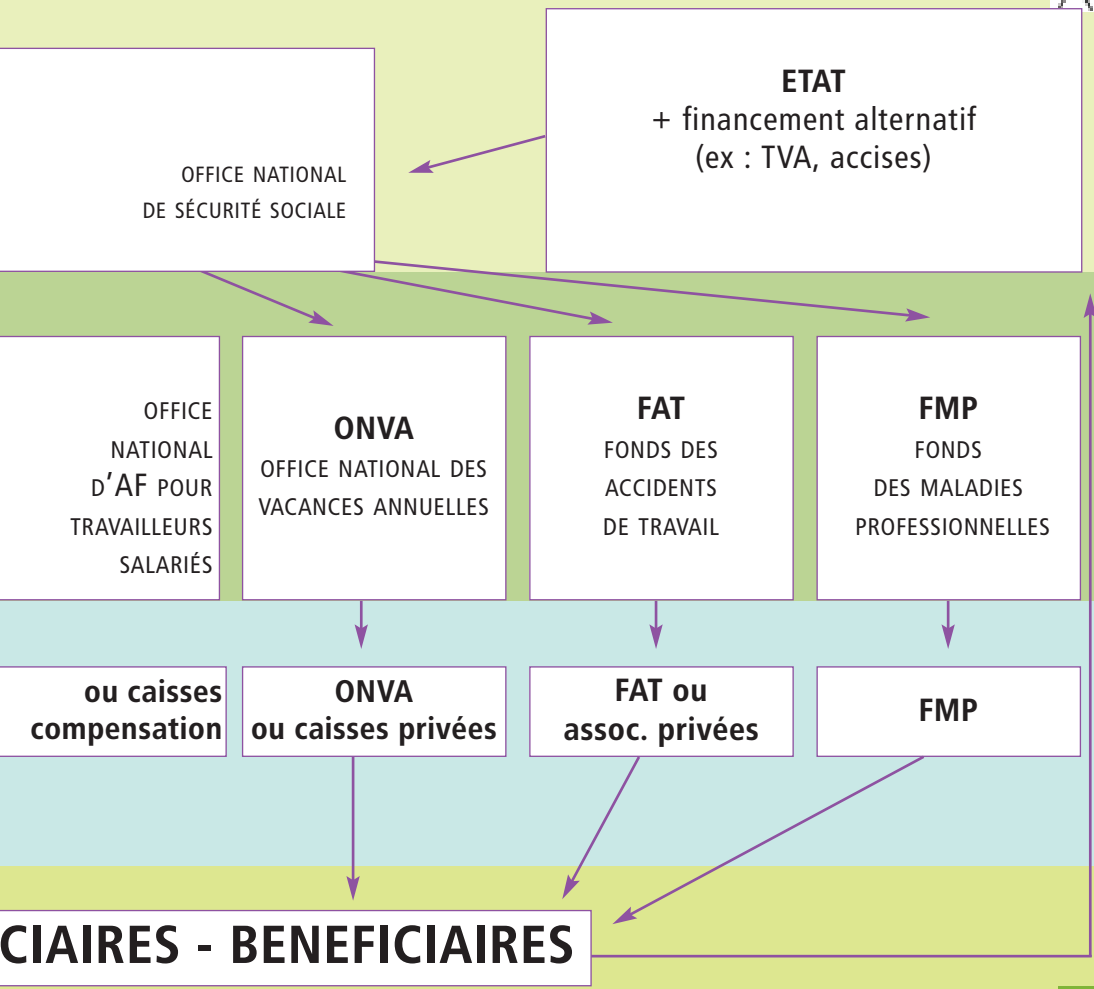 ETAT
+ financement alternatif
(ex : TVA, accises)
OFFICE NATIONAL
DE SÉCURITÉ SOCIALE
OFFICE
NATIONAL
D'AF POUR
TRAVAILLEURS
SALARIÉS
ONVA
OFFICE NATIONAL DES
VACANCES ANNUELLES
FAT
FONDS DES
ACCIDENTS
DE TRAVAIL
FMP
FONDS
DES MALADIES
PROFESSIONNELLES
ou caisses
compensation
ONVA
ou caisses privées
FAT ou
assoc. privées
FMP
CIAIRES - BENEFICIAIRES